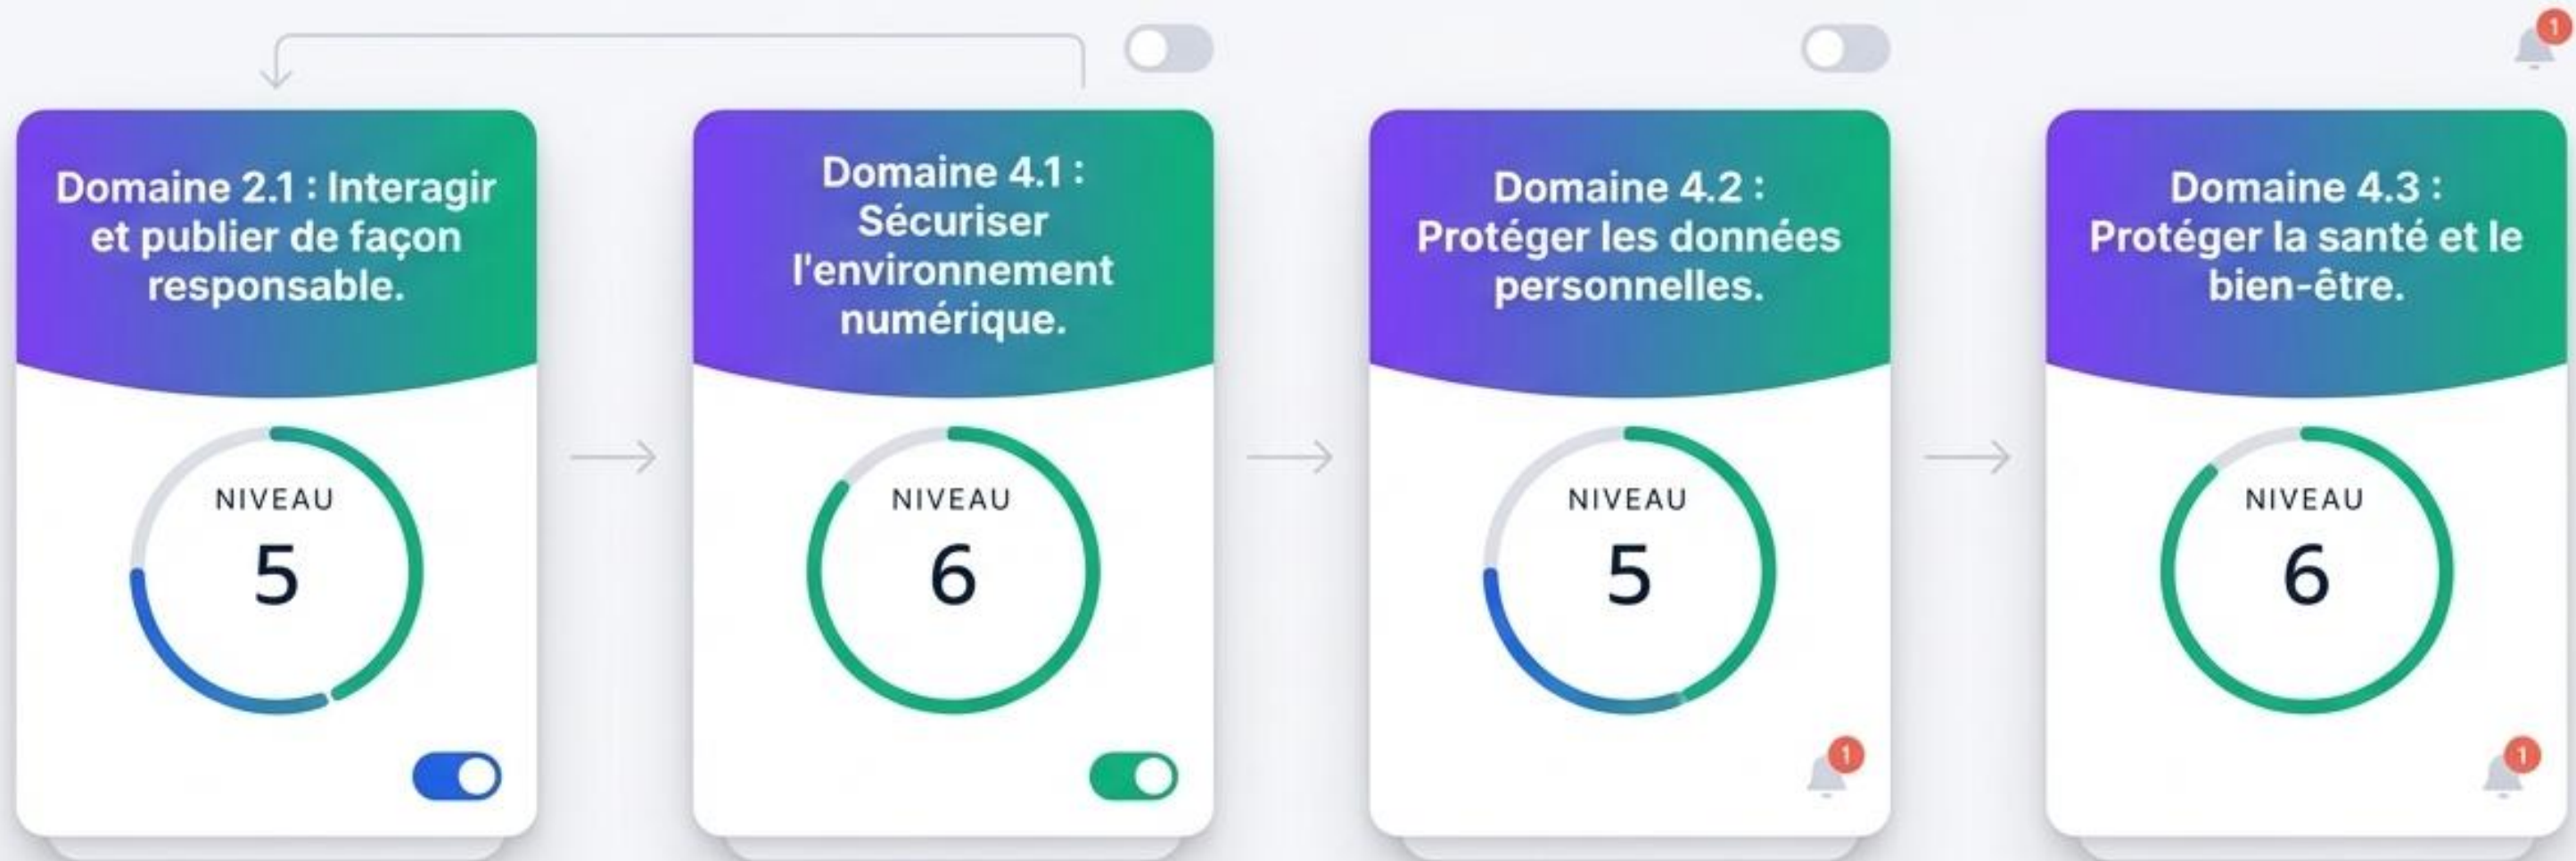 1
Domaine 2.1 : Interagir
et publier de façon
responsable.
NIVEAU
5
Domaine 4.1 :
Sécuriser
l'environnement
numérique.
NIVEAU
6
Domaine 4.2 :
Protéger les données
personnelles.
NIVEAU
5
1
Domaine 4.3 :
Protéger la santé et le
bien-être.
NIVEAU
6
1